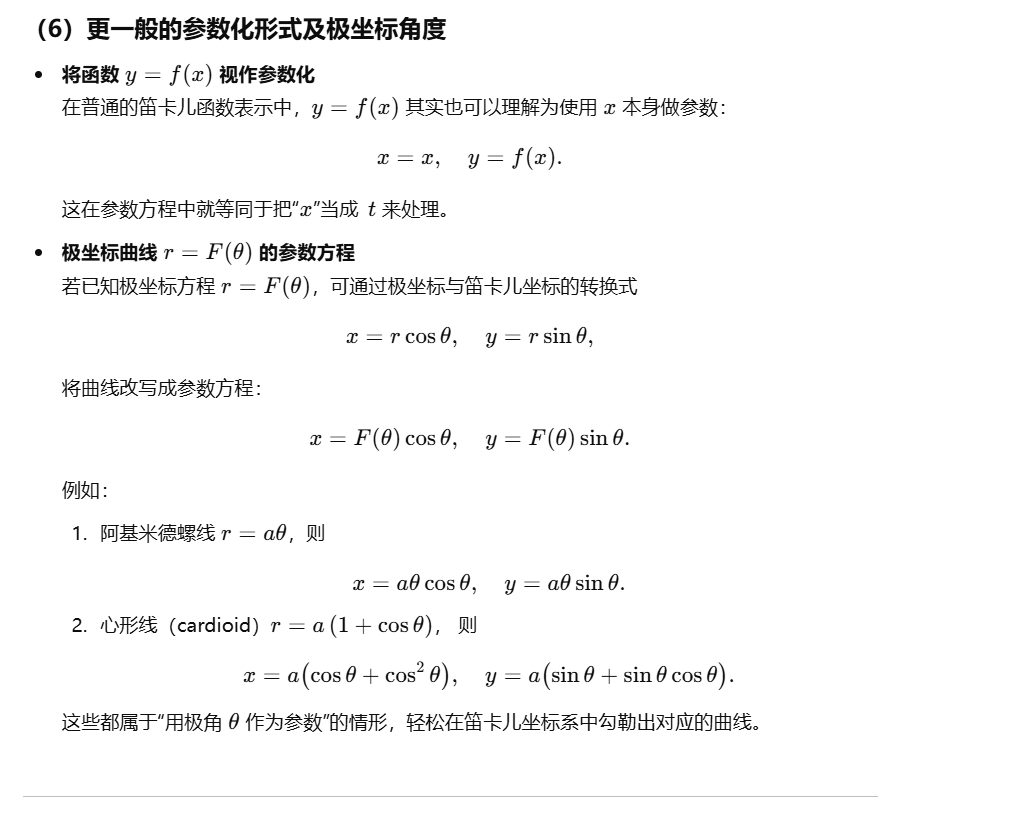 （6）更一般的参数化形式及极坐标角度
• 将函数 y = f(x) 视作参数化
在普通的笛卡儿函数表示中，y = f(x) 其实也可以理解为使用 x 本身做参数：
x = x, y = f(x).
这在参数方程中就等同于把“x”当成 t 来处理。
• 极坐标曲线 r = F(θ) 的参数方程
若已知极坐标方程 r = F(θ)，可通过极坐标与笛卡儿坐标的转换式
x = r cos θ, y = r sin θ,
将曲线改写成参数方程：
x = F(θ) cos θ, y = F(θ) sin θ.
例如：
1. 阿基米德螺线 r = aθ，则
x = aθ cos θ, y = aθ sin θ.
2. 心形线（cardioid）r = a (1 + cos θ)， 则
x = a(cos θ + cos² θ), y = a(sin θ + sin θ cos θ).
这些都属于“用极角 θ 作为参数”的情形，轻松在笛卡儿坐标系中勾勒出对应的曲线。